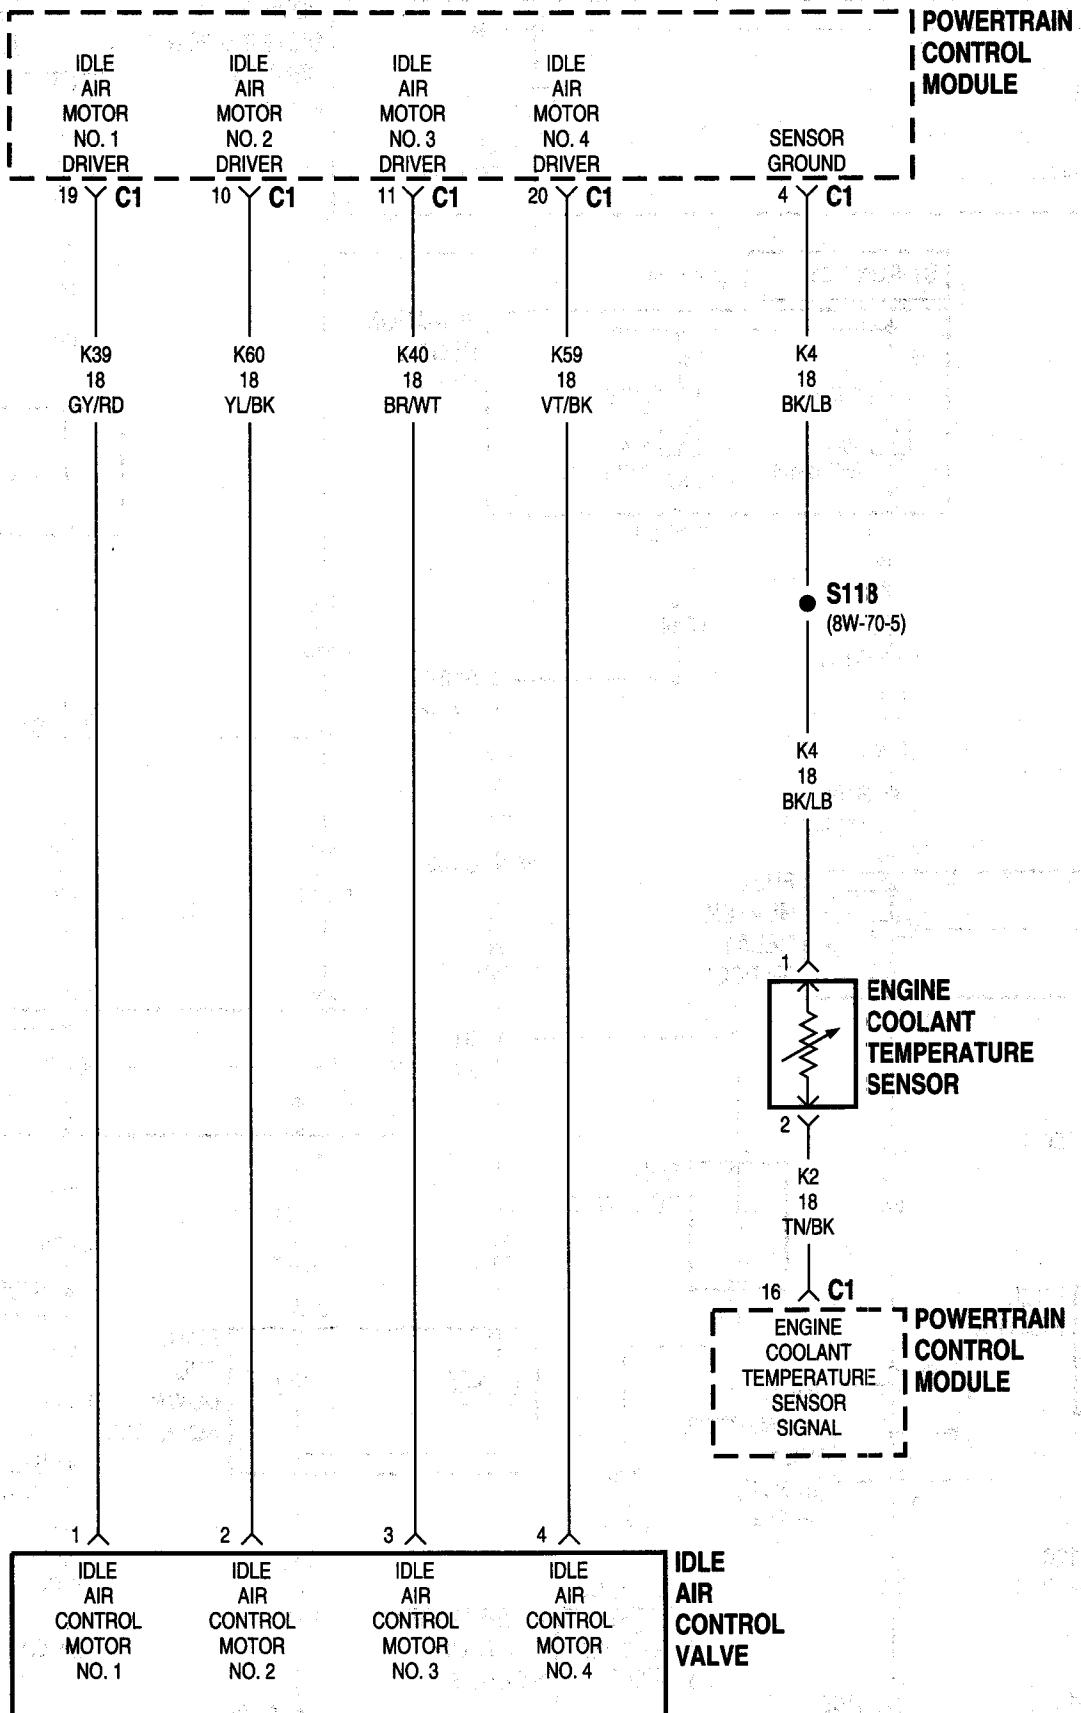 POWERTRAIN
CONTROL
MODULE
IDLE
AIR
MOTOR
NO. 1
DRIVER
IDLE
AIR
MOTOR
NO. 2
DRIVER
IDLE
AIR
MOTOR
NO. 3
DRIVER
IDLE
AIR
MOTOR
NO. 4
DRIVER
SENSOR
GROUND
19 C1
10 C1
11 C1
20 C1
4 C1
K39
18
GY/RD
K60
18
YL/BK
K40
18
BR/WT
K59
18
VT/BK
K4
18
BK/LB
S118
(8W-70-5)
K4
18
BK/LB
1
ENGINE
COOLANT
TEMPERATURE
SENSOR
2
K2
18
TN/BK
16 C1
ENGINE
COOLANT
TEMPERATURE
SENSOR
SIGNAL
POWERTRAIN
CONTROL
MODULE
1
2
3
4
IDLE
AIR
CONTROL
MOTOR
NO. 1
IDLE
AIR
CONTROL
MOTOR
NO. 2
IDLE
AIR
CONTROL
MOTOR
NO. 3
IDLE
AIR
CONTROL
MOTOR
NO. 4
IDLE
AIR
CONTROL
VALVE